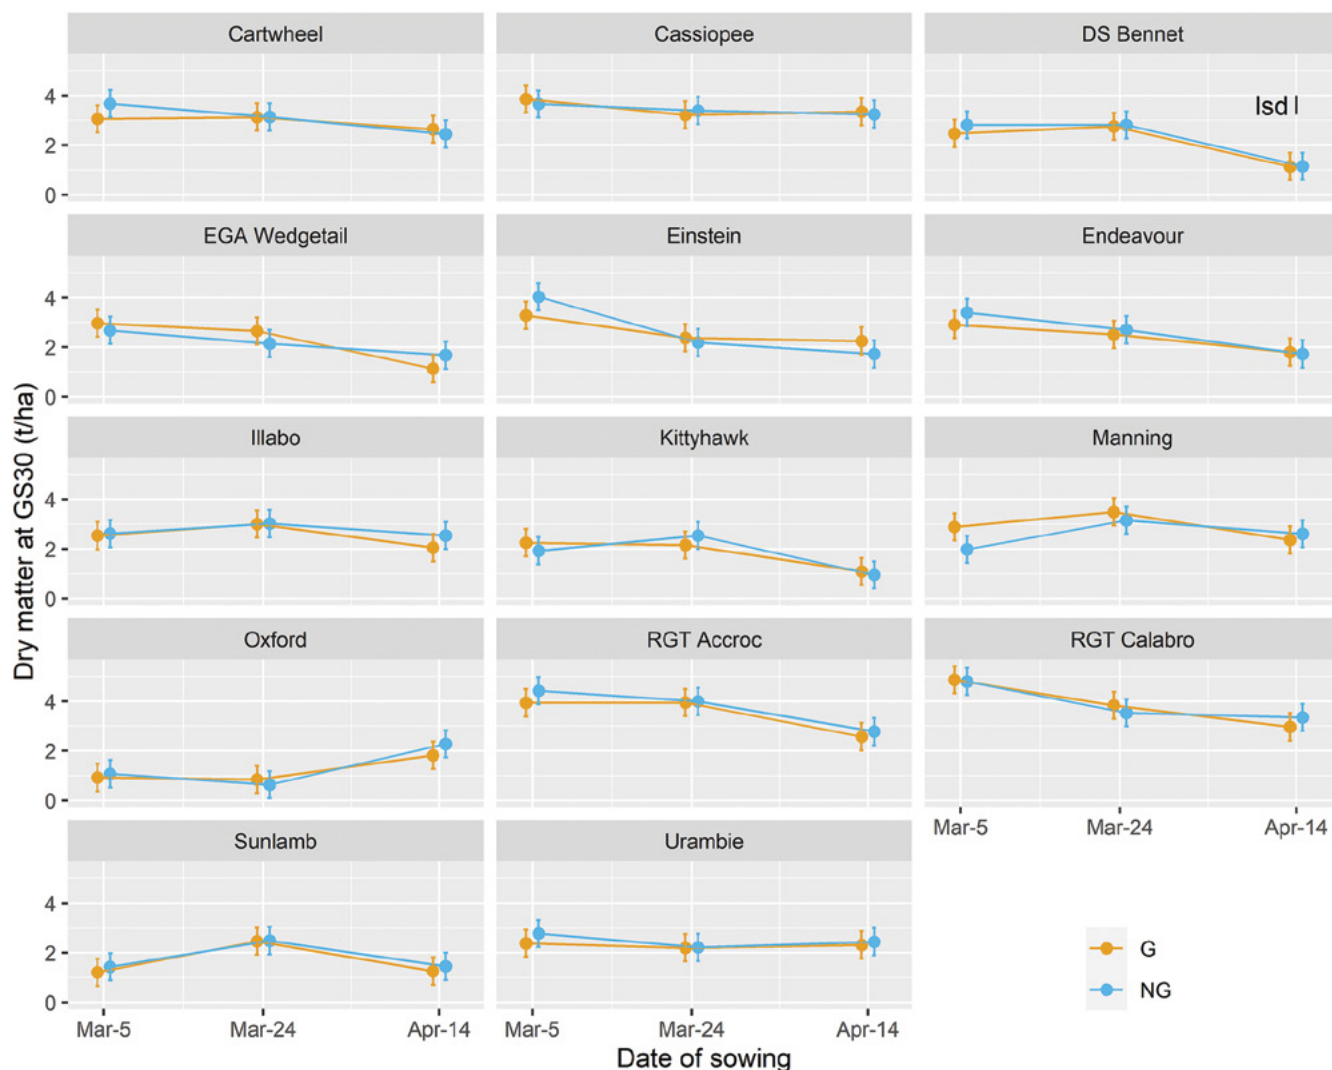 Cartwheel Cassiopee DS Bennet
4
2
0
lsd I
EGA Wedgetail Einstein Endeavour
4
2
0
Illabo Kittyhawk Manning
4
2
0
Dry matter at GS30 (t/ha)
Oxford RGT Accroc RGT Calabro
4
2
0
Mar-5 Mar-24 Apr-14
Sunlamb Urambie
4
2
0
G
NG
Mar-5 Mar-24 Apr-14 Mar-5 Mar-24 Apr-14
Date of sowing